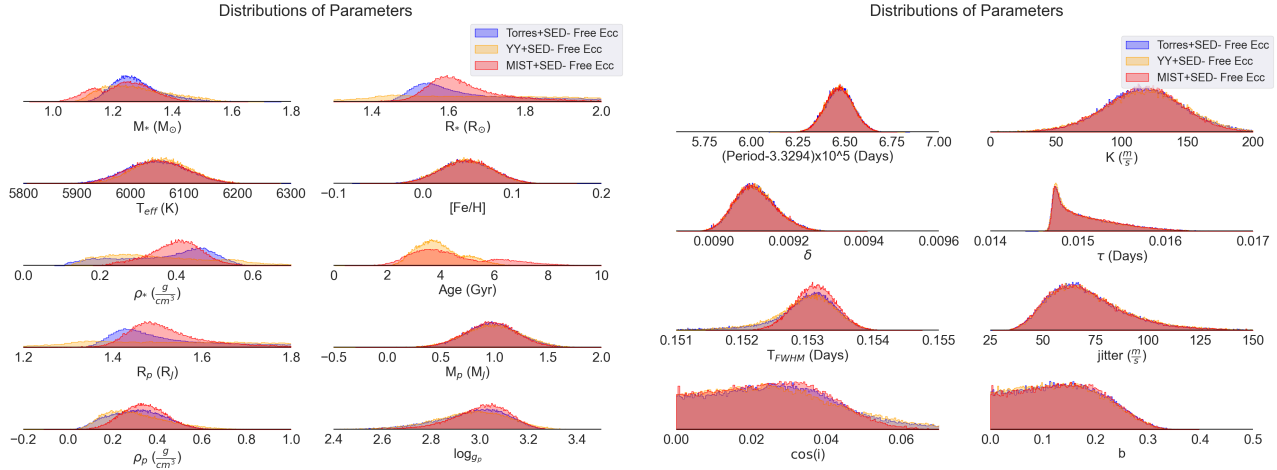 Distributions of Parameters
Torres+SED- Free Ecc
YY+SED- Free Ecc
MIST+SED- Free Ecc
1.0 1.2 1.4 1.6 1.8
M* (M⊙)
1.4 1.6 1.8 2.0
R* (R⊙)
5800 5900 6000 6100 6200 6300
T_eff (K)
−0.1 0.0 0.1 0.2
[Fe/H]
0.0 0.2 0.4 0.6
ρ* (g/cm³)
0 2 4 6 8 10
Age (Gyr)
1.2 1.4 1.6 1.8
R_p (R_J)
−0.5 0.0 0.5 1.0 1.5 2.0
M_p (M_J)
−0.2 0.0 0.2 0.4 0.6 0.8 1.0
ρ_p (g/cm³)
2.4 2.6 2.8 3.0 3.2 3.4
log_{g_p}
Distributions of Parameters
Torres+SED- Free Ecc
YY+SED- Free Ecc
MIST+SED- Free Ecc
5.75 6.00 6.25 6.50 6.75 7.00
(Period-3.3294)x10^5 (Days)
0 50 100 150 200
K (m/s)
0.0090 0.0092 0.0094 0.0096
δ
0.014 0.015 0.016 0.017
τ (Days)
0.151 0.152 0.153 0.154 0.155
T_FWHM (Days)
25 50 75 100 125 150
jitter (m/s)
0.00 0.02 0.04 0.06
cos(i)
0.0 0.1 0.2 0.3 0.4 0.5
b